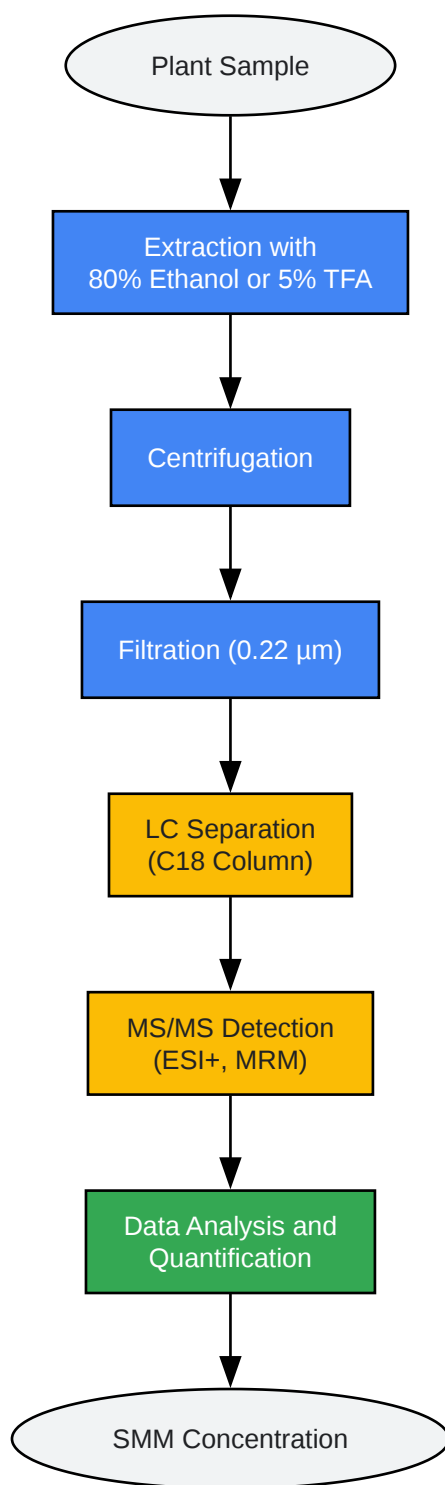 Plant Sample
Extraction with
80% Ethanol or 5% TFA
Centrifugation
Filtration (0.22 µm)
LC Separation
(C18 Column)
MS/MS Detection
(ESI+, MRM)
Data Analysis and
Quantification
SMM Concentration